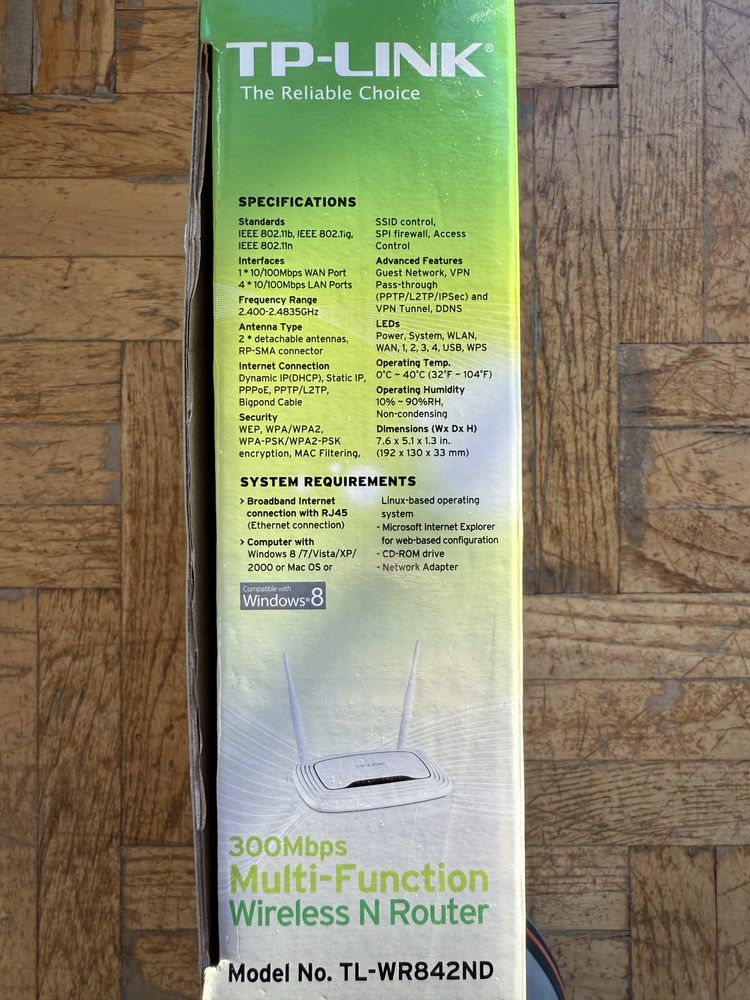 TP-LINK®
The Reliable Choice
SPECIFICATIONS
Standards
IEEE 802.11b, IEEE 802.11g,
IEEE 802.11n
Interfaces
1 * 10/100Mbps WAN Port
4 * 10/100Mbps LAN Ports
Frequency Range
2.400-2.4835GHz
Antenna Type
2 * detachable antennas,
RP-SMA connector
Internet Connection
Dynamic IP(DHCP), Static IP,
PPPoE, PPTP/L2TP,
Bigpond Cable
Security
WEP, WPA/WPA2,
WPA-PSK/WPA2-PSK
encryption, MAC Filtering,
SSID control,
SPI firewall, Access
Control
Advanced Features
Guest Network, VPN
Pass-through
(PPTP/L2TP/IPSec) and
VPN Tunnel, DDNS
LEDs
Power, System, WLAN,
WAN, 1, 2, 3, 4, USB, WPS
Operating Temp.
0°C ~ 40°C (32°F ~ 104°F)
Operating Humidity
10% ~ 90%RH,
Non-condensing
Dimensions (Wx Dx H)
7.6 x 5.1 x 1.3 in.
(192 x 130 x 33 mm)
SYSTEM REQUIREMENTS
> Broadband Internet
connection with RJ45
(Ethernet connection)
> Computer with
Windows 8 /7/Vista/XP/
2000 or Mac OS or
Linux-based operating
system
- Microsoft Internet Explorer
for web-based configuration
- CD-ROM drive
- Network Adapter
Compatible with
Windows® 8
TP-LINK
300Mbps
Multi-Function
Wireless N Router
Model No. TL-WR842ND